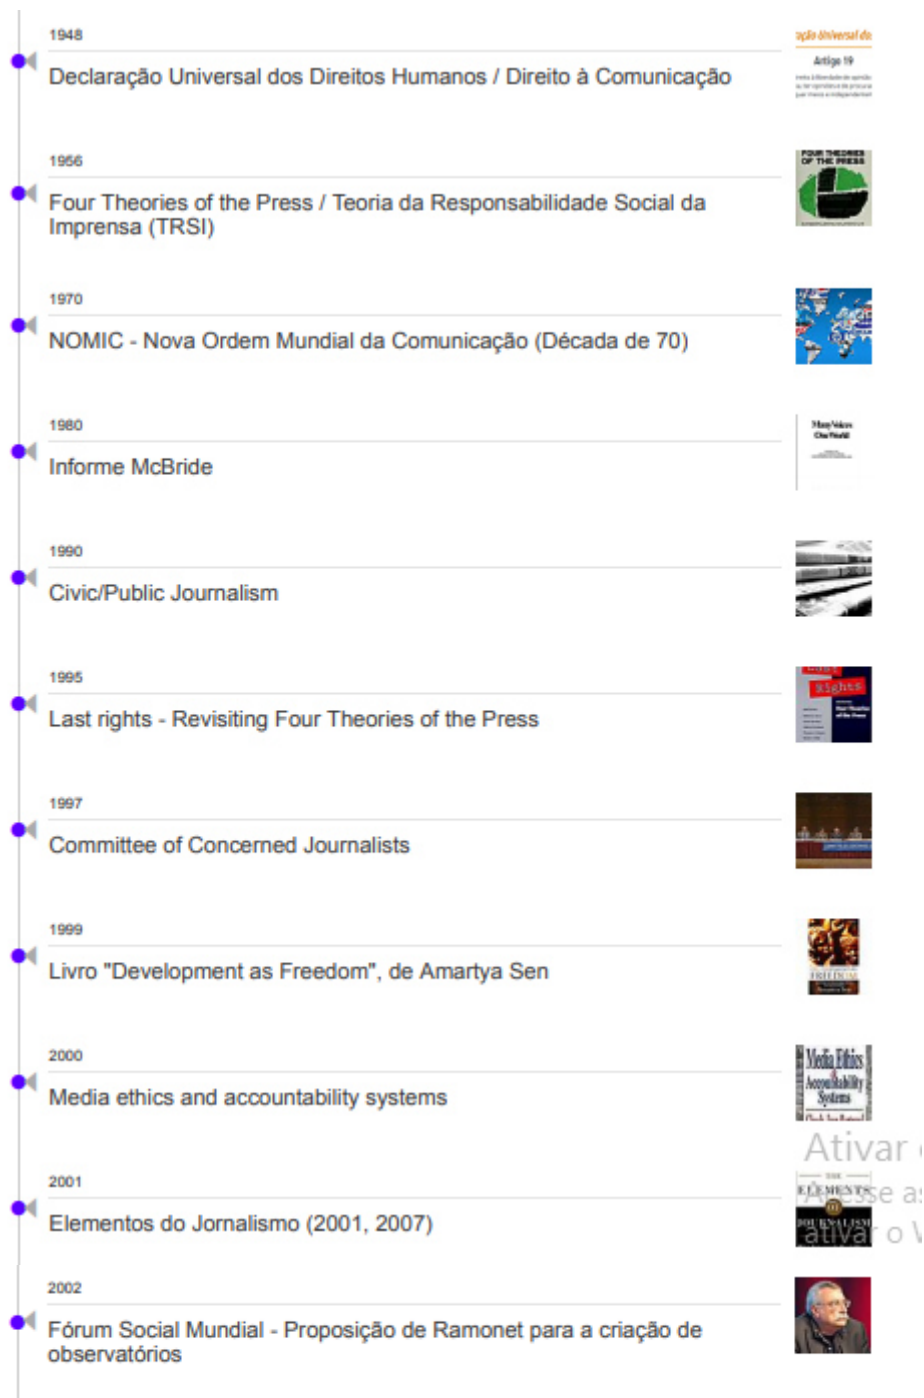 1948
Declaração Universal dos Direitos Humanos / Direito à Comunicação
Artigo 19
1956
FOUR THEORIES
OF THE PRESS
Four Theories of the Press / Teoria da Responsabilidade Social da
Imprensa (TRSI)
1970
NOMIC - Nova Ordem Mundial da Comunicação (Década de 70)
1980
Many Voices
One World
Informe McBride
1990
Civic/Public Journalism
1995
Rights
Last rights - Revisiting Four Theories of the Press
1997
Committee of Concerned Journalists
1999
Livro "Development as Freedom", de Amartya Sen
FREEDOM
2000
Media Ethics
Accountability
Systems
Media ethics and accountability systems
Ativar
2001
THE
ELEMENTS
OF
JOURNALISM
Elementos do Jornalismo (2001, 2007)
ativar o
2002
Fórum Social Mundial - Proposição de Ramonet para a criação de
observatórios